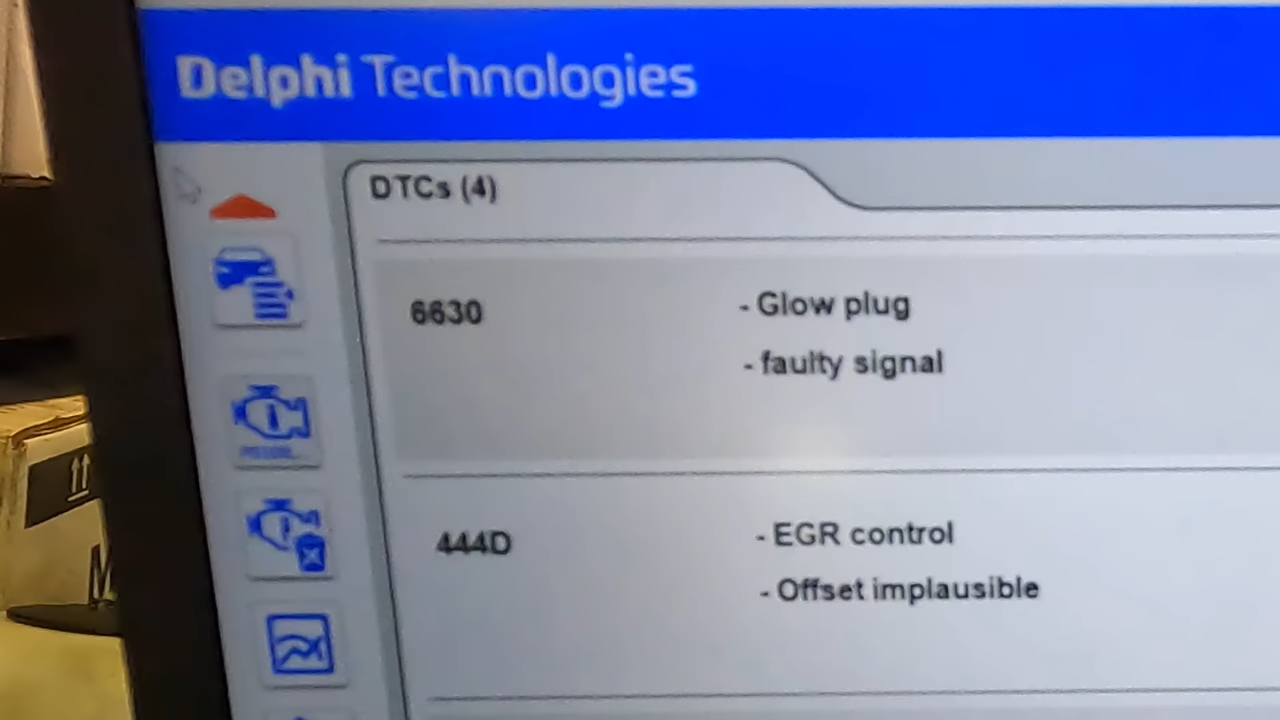 Delphi Technologies
DTCs (4)
6630
- Glow plug
- faulty signal
444D
- EGR control
- Offset implausible
M